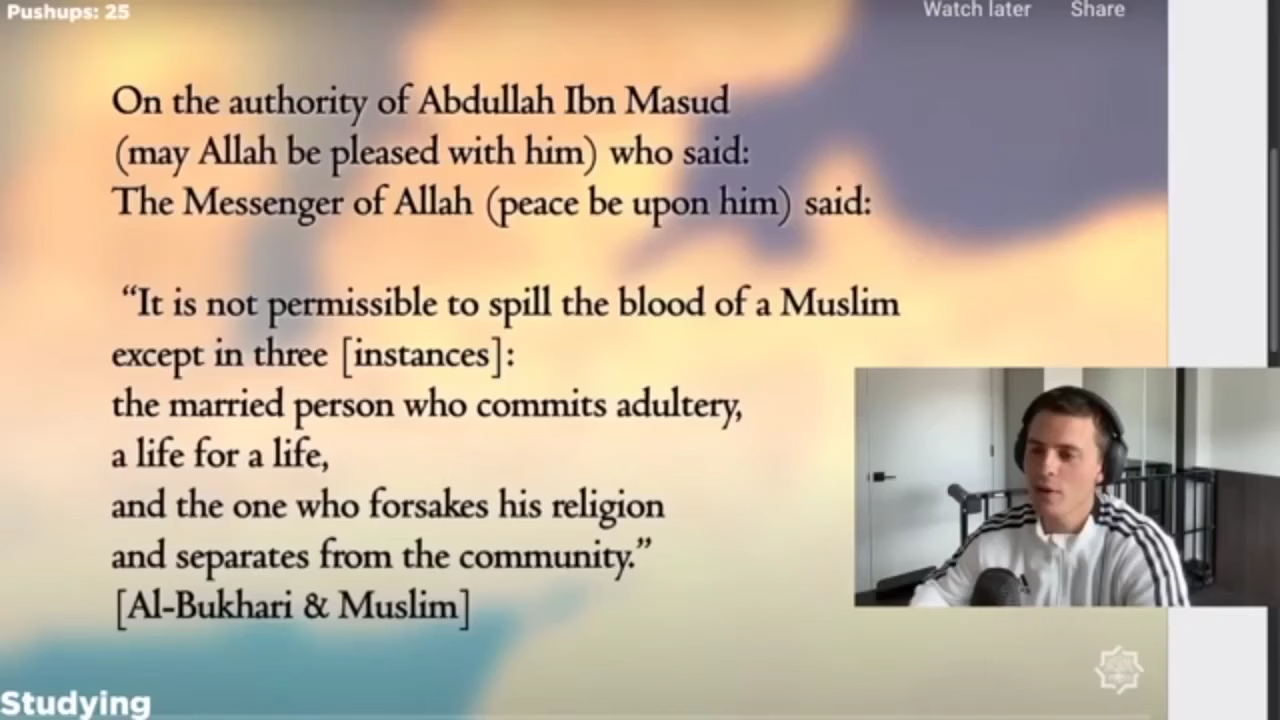 Pushups: 25
Watch later Share
On the authority of Abdullah Ibn Masud
(may Allah be pleased with him) who said:
The Messenger of Allah (peace be upon him) said:
“It is not permissible to spill the blood of a Muslim
except in three [instances]:
the married person who commits adultery,
a life for a life,
and the one who forsakes his religion
and separates from the community.”
[Al-Bukhari & Muslim]
Studying